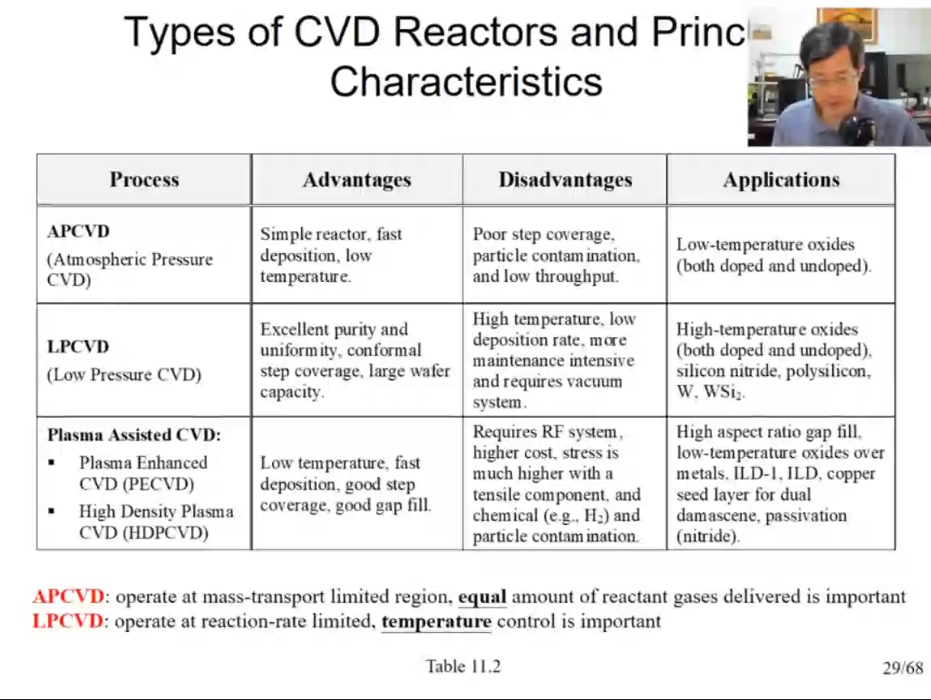 Types of CVD Reactors and Princ
Characteristics
Process
Advantages
Disadvantages
Applications
APCVD
(Atmospheric Pressure
CVD)
Simple reactor, fast
deposition, low
temperature.
Poor step coverage,
particle contamination,
and low throughput.
Low-temperature oxides
(both doped and undoped).
LPCVD
(Low Pressure CVD)
Excellent purity and
uniformity, conformal
step coverage, large wafer
capacity.
High temperature, low
deposition rate, more
maintenance intensive
and requires vacuum
system.
High-temperature oxides
(both doped and undoped),
silicon nitride, polysilicon,
W, WSi₂.
Plasma Assisted CVD:
▪ Plasma Enhanced
CVD (PECVD)
▪ High Density Plasma
CVD (HDPCVD)
Low temperature, fast
deposition, good step
coverage, good gap fill.
Requires RF system,
higher cost, stress is
much higher with a
tensile component, and
chemical (e.g., H₂) and
particle contamination.
High aspect ratio gap fill,
low-temperature oxides over
metals, ILD-1, ILD, copper
seed layer for dual
damascene, passivation
(nitride).
APCVD: operate at mass-transport limited region, equal amount of reactant gases delivered is important
LPCVD: operate at reaction-rate limited, temperature control is important
Table 11.2
29/68